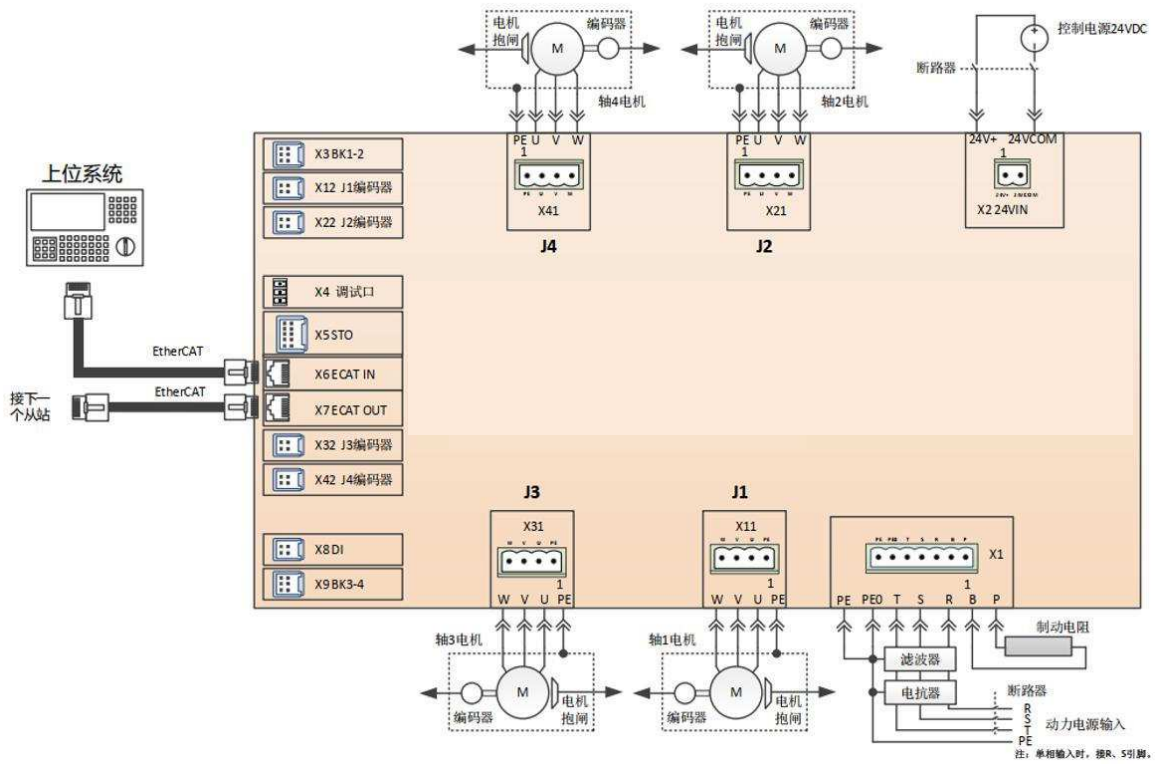 电机
抱闸
M
编码器
轴4电机
PE U V W
1
PE U V W
X41
J4
电机
抱闸
M
编码器
轴2电机
PE U V W
1
PE U V W
X21
J2
控制电源24VDC
断路器
24V+ 24VCOM
1
24V+ 24VCOM
X2 24VIN
上位系统
EtherCAT
EtherCAT
接下一
个从站
X3 BK1-2
X12 J1编码器
X22 J2编码器
X4 调试口
X5 STO
X6 ECAT IN
X7 ECAT OUT
X32 J3编码器
X42 J4编码器
X8 DI
X9 BK3-4
J3
X31
W V U PE
1
W V U PE
轴3电机
M
编码器
电机
抱闸
J1
X11
W V U PE
1
W V U PE
轴1电机
M
编码器
电机
抱闸
PE PE0 T S R B P
X1
1
PE PE0 T S R B P
制动电阻
滤波器
电抗器
断路器
R
S
T
PE
动力电源输入
注：单相输入时，接R、S引脚。